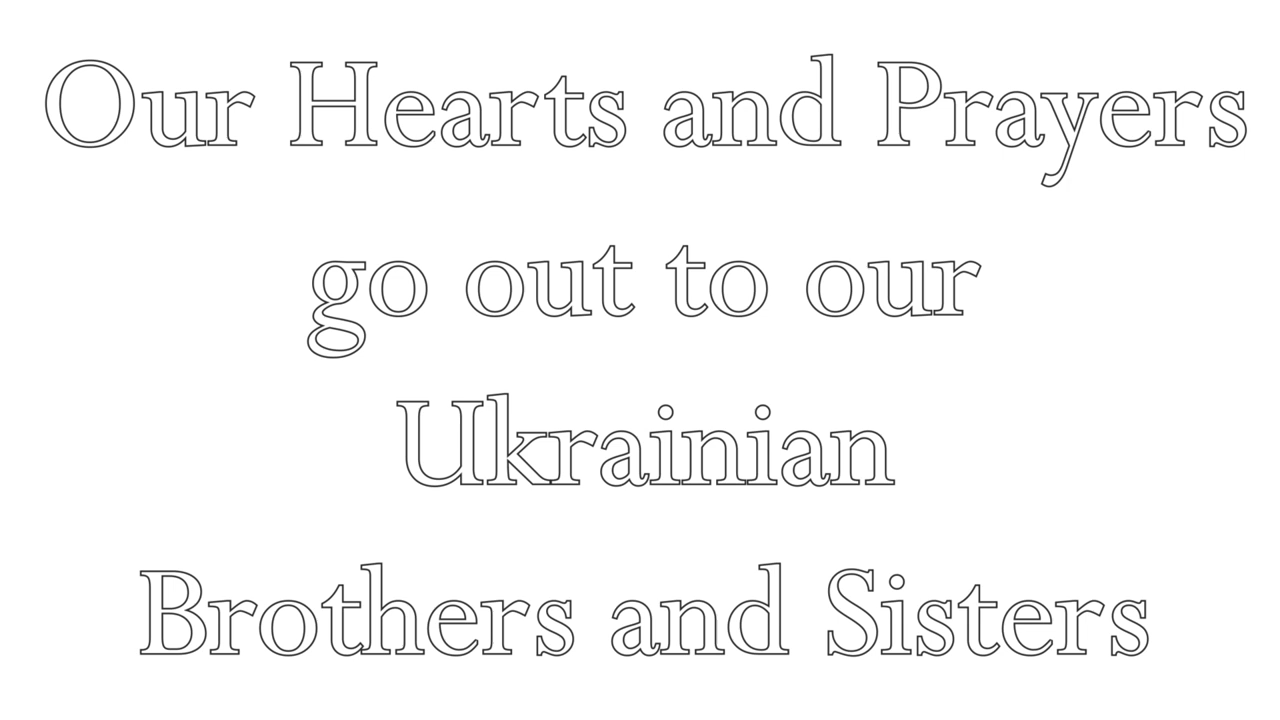 Our Hearts and Prayers
go out to our
Ukrainian
Brothers and Sisters